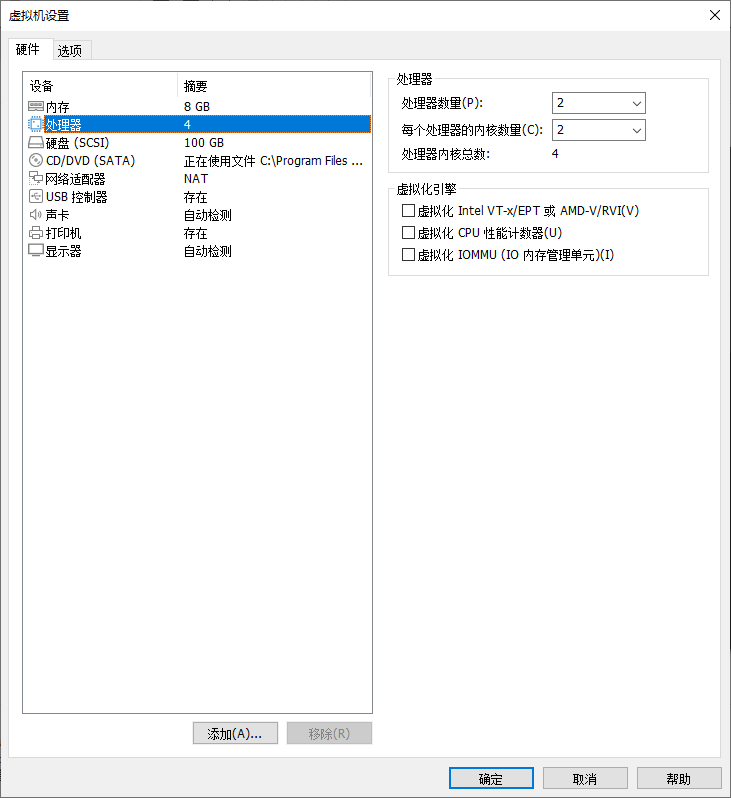 虚拟机设置
硬件 选项
设备 摘要
内存 8 GB
处理器 4
硬盘 (SCSI) 100 GB
CD/DVD (SATA) 正在使用文件 C:\Program Files ...
网络适配器 NAT
USB 控制器 存在
声卡 自动检测
打印机 存在
显示器 自动检测
添加(A)... 移除(R)
处理器
处理器数量(P): 2
每个处理器的内核数量(C): 2
处理器内核总数: 4
虚拟化引擎
虚拟化 Intel VT-x/EPT 或 AMD-V/RVI(V)
虚拟化 CPU 性能计数器(U)
虚拟化 IOMMU (IO 内存管理单元)(I)
确定 取消 帮助